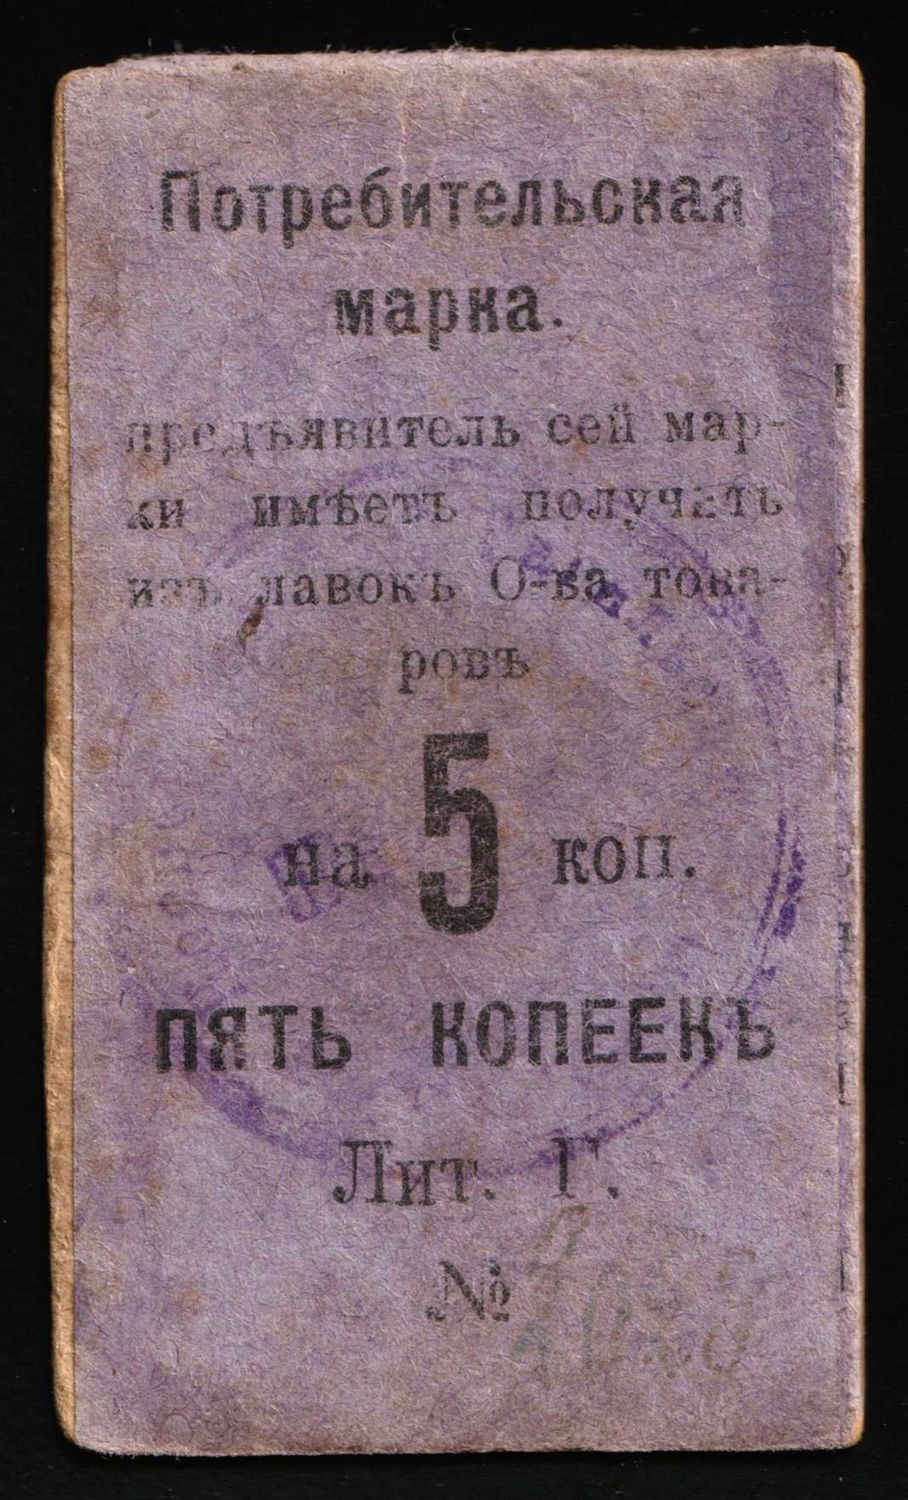 Потребительская
марка.
предъявитель сей мар-
ки имѣетъ получать
изъ лавокъ О-ва това-
ровъ
на 5 коп.
ПЯТЬ КОПЕЕКЪ
Лит. Г.
№